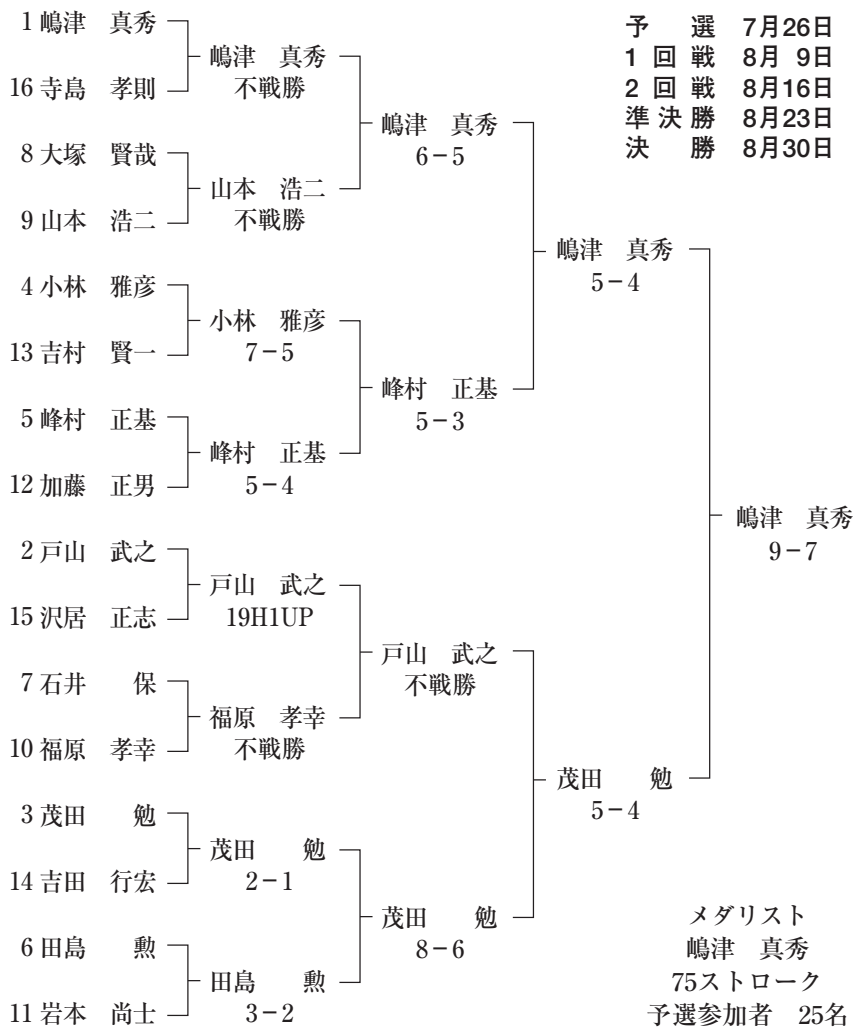 1 嶋津　真秀
16 寺島　孝則
8 大塚　賢哉
9 山本　浩二
4 小林　雅彦
13 吉村　賢一
5 峰村　正基
12 加藤　正男
2 戸山　武之
15 沢居　正志
7 石井　保
10 福原　孝幸
3 茂田　勉
14 吉田　行宏
6 田島　勲
11 岩本　尚士
嶋津　真秀
不戦勝
山本　浩二
不戦勝
小林　雅彦
7－5
峰村　正基
5－4
戸山　武之
19H1UP
福原　孝幸
不戦勝
茂田　勉
2－1
田島　勲
3－2
嶋津　真秀
6－5
峰村　正基
5－3
戸山　武之
不戦勝
茂田　勉
8－6
嶋津　真秀
5－4
茂田　勉
5－4
嶋津　真秀
9－7
予選 7月26日
1回戦 8月 9日
2回戦 8月16日
準決勝 8月23日
決勝 8月30日
メダリスト
嶋津　真秀
75ストローク
予選参加者　25名